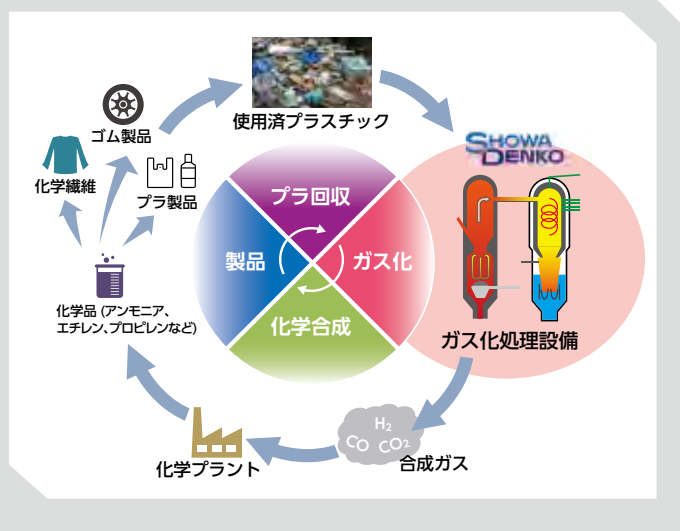 使用済プラスチック
ゴム製品
化学繊維
プラ製品
SHOWA
DENKO
プラ回収
製品
ガス化
化学合成
化学品 (アンモニア、
エチレン、プロピレンなど)
ガス化処理設備
H₂
CO CO₂
合成ガス
化学プラント